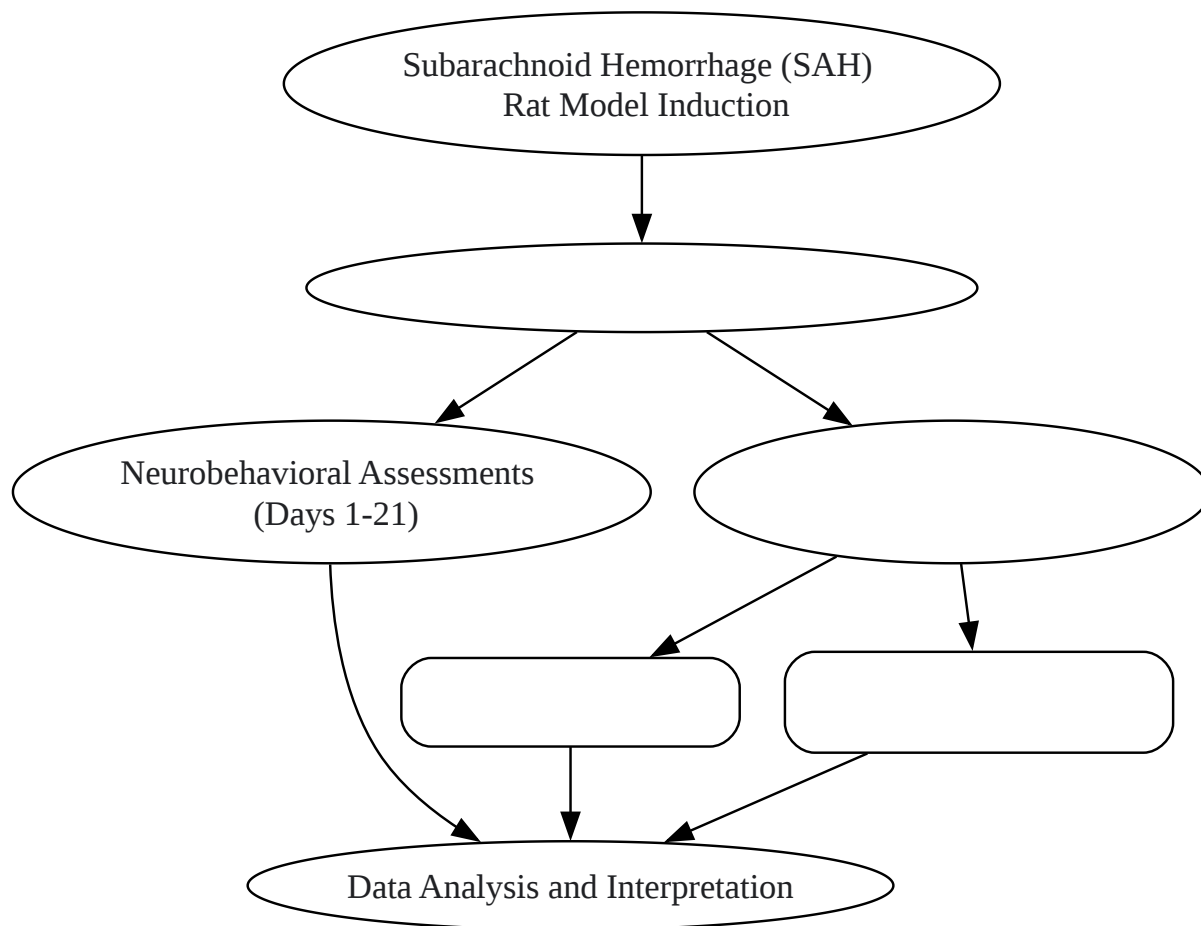 Subarachnoid Hemorrhage (SAH)
Rat Model Induction
Neurobehavioral Assessments
(Days 1-21)
Data Analysis and Interpretation